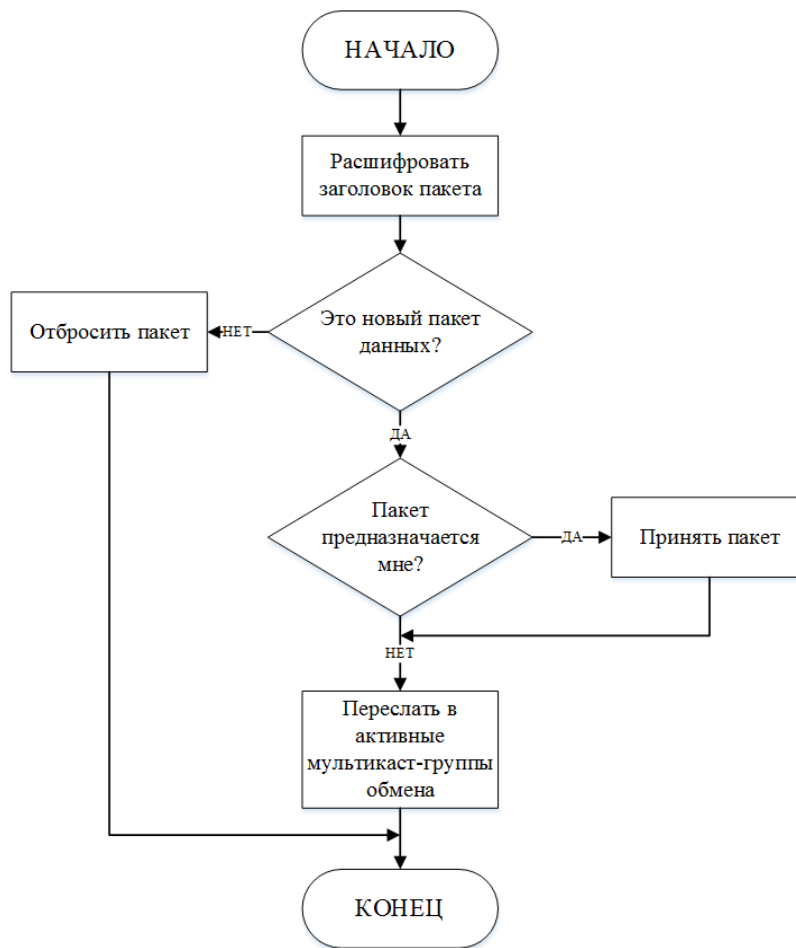 НАЧАЛО
Расшифровать
заголовок пакета
Это новый пакет
данных?
НЕТ
Отбросить пакет
ДА
Пакет
предназначается
мне?
ДА
Принять пакет
НЕТ
Переслать в
активные
мультикаст-группы
обмена
КОНЕЦ